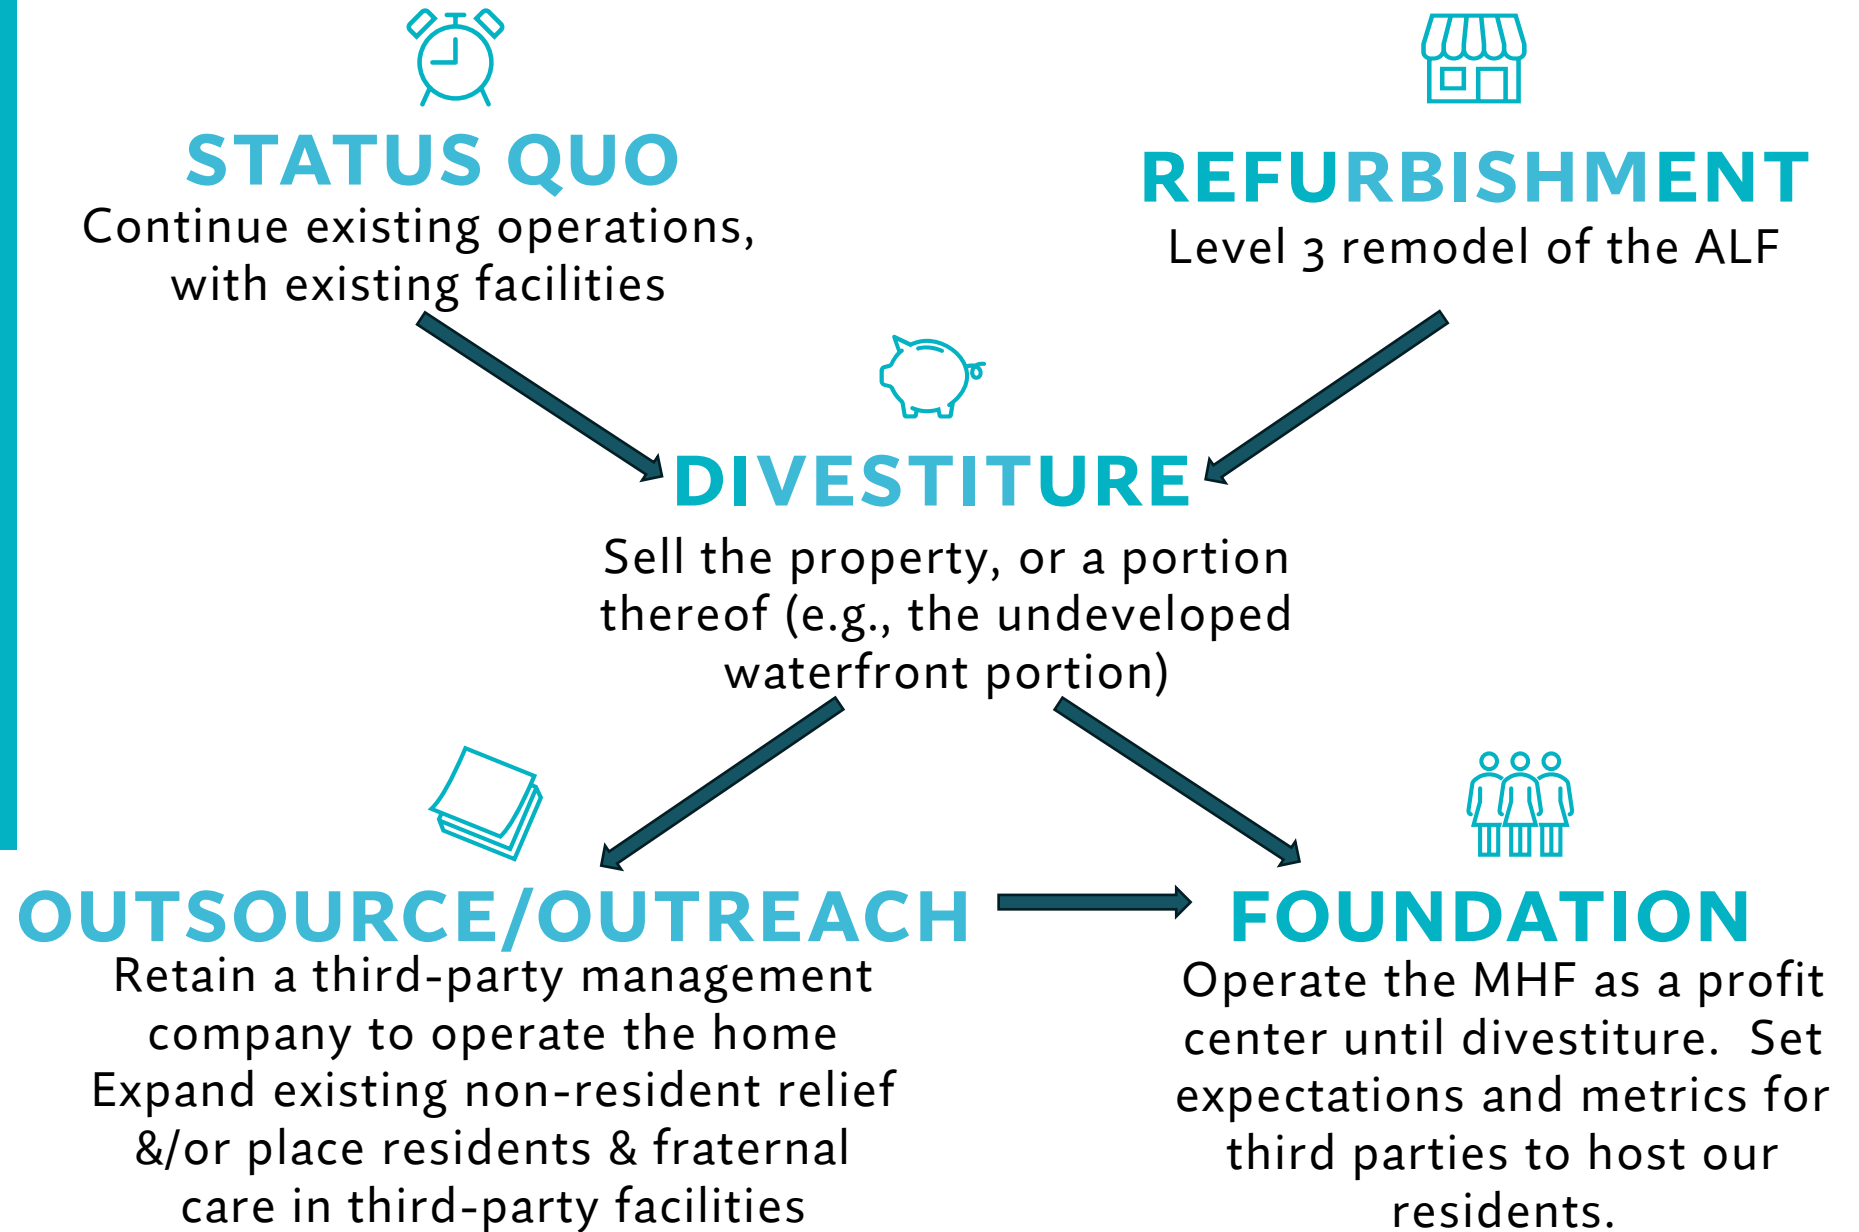 STATUS QUO
Continue existing operations,
with existing facilities
REFURBISHMENT
Level 3 remodel of the ALF
DIVESTITURE
Sell the property, or a portion
thereof (e.g., the undeveloped
waterfront portion)
OUTSOURCE/OUTREACH
Retain a third-party management
company to operate the home
Expand existing non-resident relief
&/or place residents & fraternal
care in third-party facilities
FOUNDATION
Operate the MHF as a profit
center until divestiture.  Set
expectations and metrics for
third parties to host our
residents.